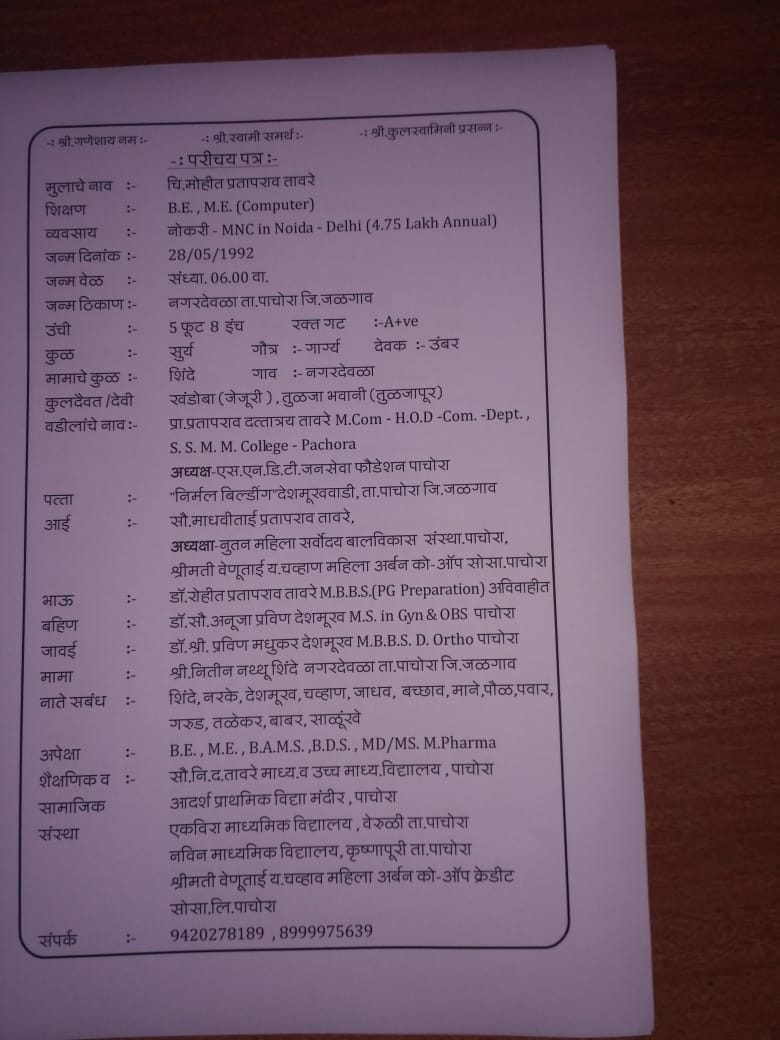 -: श्री.गणेशाय नम :- -: श्री.स्वामी समर्थ :- -: श्री.कुलस्वामिनी प्रसन्न :-
-: परीचय पत्र :-
मुलाचे नाव :- चि.मोहीत प्रतापराव तावरे
शिक्षण :- B.E. , M.E. (Computer)
व्यवसाय :- नोकरी - MNC in Noida - Delhi (4.75 Lakh Annual)
जन्म दिनांक :- 28/05/1992
जन्म वेळ :- संध्या. 06.00 वा.
जन्म ठिकाण :- नगरदेवळा ता.पाचोरा जि.जळगाव
उंची :- 5 फूट 8 इंच रक्त गट :-A+ve
कुळ :- सुर्य गौत्र :- गार्ग्य देवक :- उंबर
मामाचे कुळ :- शिंदे गाव :- नगरदेवळा
कुलदैवत /देवी खंडोबा (जेजूरी ) , तुळजा भवानी (तुळजापूर)
वडीलांचे नाव:- प्रा.प्रतापराव दत्तात्रय तावरे M.Com - H.O.D -Com. -Dept. ,
S. S. M. M. College - Pachora
अध्यक्ष-एस.एन.डि.टी.जनसेवा फौडेशन पाचोरा
पत्ता :- "निर्मल बिल्डींग"देशमूखवाडी, ता.पाचोरा जि.जळगाव
आई :- सौ.माधवीताई प्रतापराव तावरे,
अध्यक्षा-नुतन महिला सर्वोदय बालविकास संस्था.पाचोरा,
श्रीमती वेणूताई य.चव्हाण महिला अर्बन को-ऑप सोसा.पाचोरा
भाऊ :- डॉ.रोहीत प्रतापराव तावरे M.B.B.S.(PG Preparation) अविवाहीत
बहिण :- डॉ.सौ.अनूजा प्रविण देशमूख M.S. in Gyn & OBS पाचोरा
जावई :- डॉ.श्री. प्रविण मधुकर देशमूख M.B.B.S. D. Ortho पाचोरा
मामा :- श्री.नितीन नथ्थू शिंदे नगरदेवळा ता.पाचोरा जि.जळगाव
नाते सबंध :- शिंदे, नरके, देशमूख, चव्हाण, जाधव, बच्छाव, माने,पौळ,पवार,
गरुड, तळेकर, बाबर, साळूंखे
अपेक्षा :- B.E. , M.E. , B.A.M.S. ,B.D.S. , MD/MS. M.Pharma
शैक्षणिक व :- सौ.नि.द.तावरे माध्य.व उच्च माध्य.विद्यालय , पाचोरा
सामाजिक आदर्श प्राथमिक विद्या मंदीर , पाचोरा
संस्था एकविरा माध्यमिक विद्यालय , वेरुळी ता.पाचोरा
नविन माध्यमिक विद्यालय, कृष्णापूरी ता.पाचोरा
श्रीमती वेणूताई य.चव्हाव महिला अर्बन को-ऑप क्रेडीट
सोसा.लि.पाचोरा
संपर्क :- 9420278189 , 8999975639